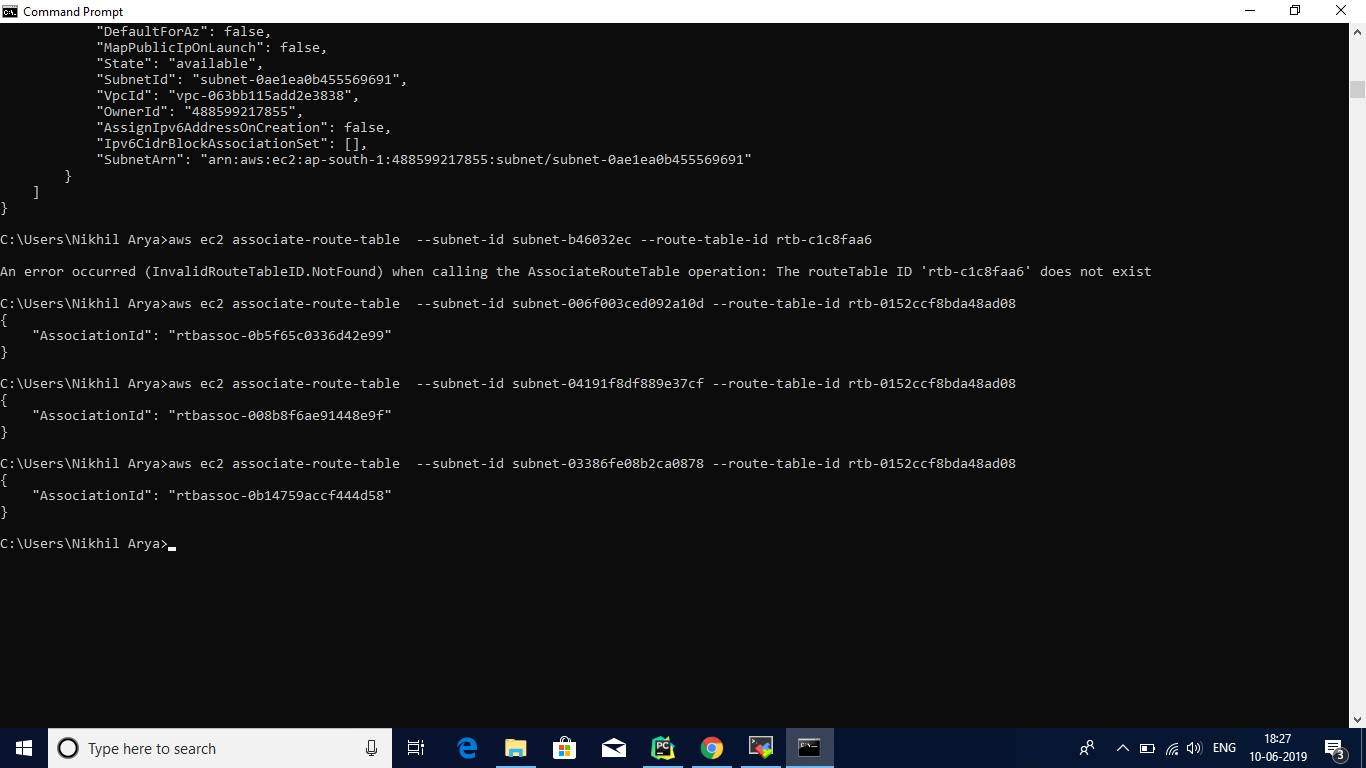 Command Prompt
"DefaultForAz": false,
"MapPublicIpOnLaunch": false,
"State": "available",
"SubnetId": "subnet-0ae1ea0b455569691",
"VpcId": "vpc-063bb115add2e3838",
"OwnerId": "488599217855",
"AssignIpv6AddressOnCreation": false,
"Ipv6CidrBlockAssociationSet": [],
"SubnetArn": "arn:aws:ec2:ap-south-1:488599217855:subnet/subnet-0ae1ea0b455569691"
}
]
}
C:\Users\Nikhil Arya>aws ec2 associate-route-table  --subnet-id subnet-b46032ec --route-table-id rtb-c1c8faa6
An error occurred (InvalidRouteTableID.NotFound) when calling the AssociateRouteTable operation: The routeTable ID 'rtb-c1c8faa6' does not exist
C:\Users\Nikhil Arya>aws ec2 associate-route-table  --subnet-id subnet-006f003ced092a10d --route-table-id rtb-0152ccf8bda48ad08
{
"AssociationId": "rtbassoc-0b5f65c0336d42e99"
}
C:\Users\Nikhil Arya>aws ec2 associate-route-table  --subnet-id subnet-04191f8df889e37cf --route-table-id rtb-0152ccf8bda48ad08
{
"AssociationId": "rtbassoc-008b8f6ae91448e9f"
}
C:\Users\Nikhil Arya>aws ec2 associate-route-table  --subnet-id subnet-03386fe08b2ca0878 --route-table-id rtb-0152ccf8bda48ad08
{
"AssociationId": "rtbassoc-0b14759accf444d58"
}
C:\Users\Nikhil Arya>
Type here to search
PC
ENG
18:27
10-06-2019
3